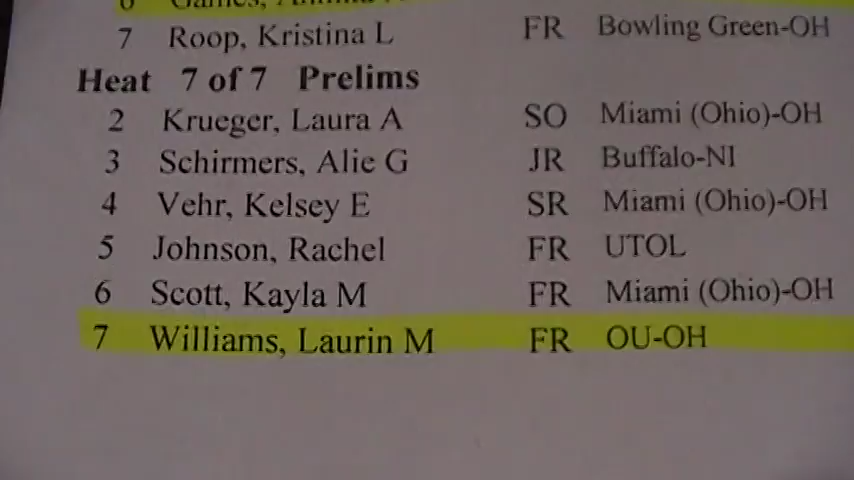 7 Roop, Kristina L FR Bowling Green-OH
Heat 7 of 7 Prelims
2 Krueger, Laura A SO Miami (Ohio)-OH
3 Schirmers, Alie G JR Buffalo-NI
4 Vehr, Kelsey E SR Miami (Ohio)-OH
5 Johnson, Rachel FR UTOL
6 Scott, Kayla M FR Miami (Ohio)-OH
7 Williams, Laurin M FR OU-OH